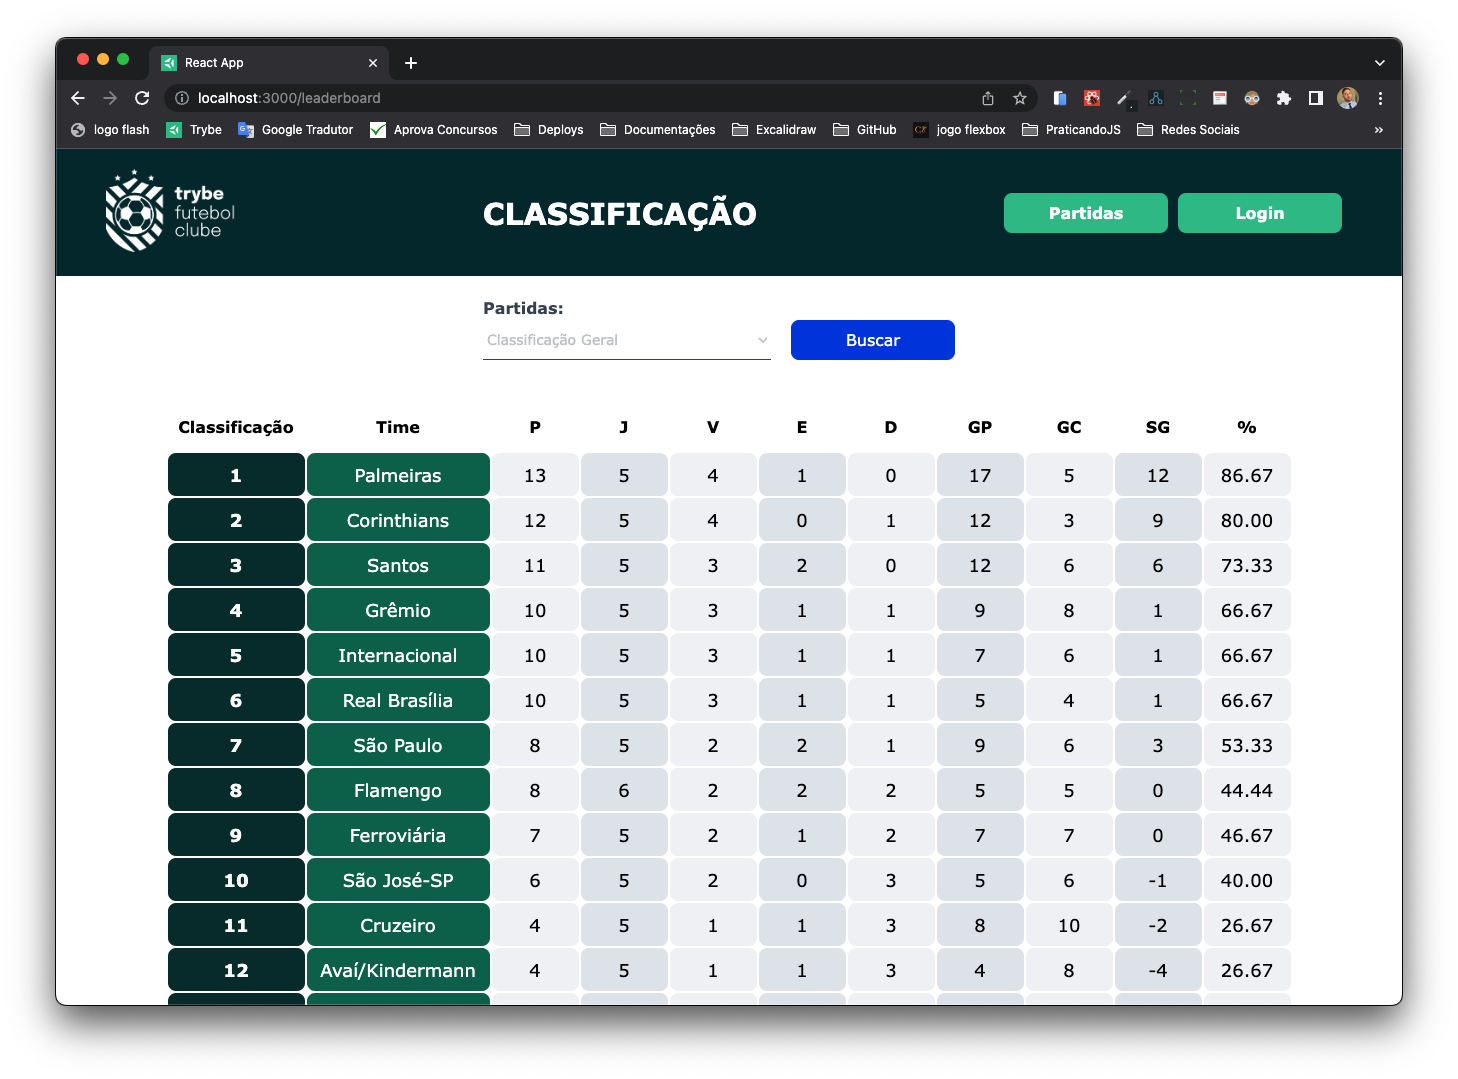 React App
localhost:3000/leaderboard
logo flash Trybe Google Tradutor Aprova Concursos Deploys Documentações Excalidraw GitHub jogo flexbox PraticandoJS Redes Sociais »
trybe
futebol
clube
CLASSIFICAÇÃO
Partidas Login
Partidas:
Classificação Geral Buscar
Classificação Time P J V E D GP GC SG %
1 Palmeiras 13 5 4 1 0 17 5 12 86.67
2 Corinthians 12 5 4 0 1 12 3 9 80.00
3 Santos 11 5 3 2 0 12 6 6 73.33
4 Grêmio 10 5 3 1 1 9 8 1 66.67
5 Internacional 10 5 3 1 1 7 6 1 66.67
6 Real Brasília 10 5 3 1 1 5 4 1 66.67
7 São Paulo 8 5 2 2 1 9 6 3 53.33
8 Flamengo 8 6 2 2 2 5 5 0 44.44
9 Ferroviária 7 5 2 1 2 7 7 0 46.67
10 São José-SP 6 5 2 0 3 5 6 -1 40.00
11 Cruzeiro 4 5 1 1 3 8 10 -2 26.67
12 Avaí/Kindermann 4 5 1 1 3 4 8 -4 26.67